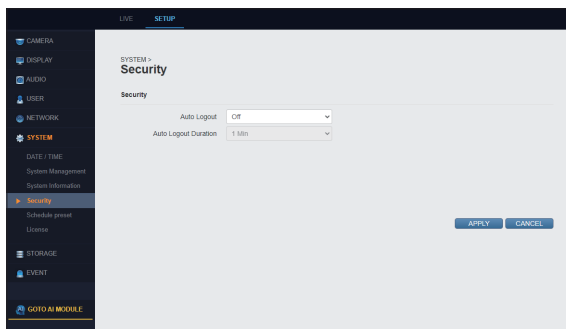 LIVE SETUP
CAMERA
DISPLAY
AUDIO
USER
NETWORK
SYSTEM
DATE / TIME
System Management
System Information
Security
Schedule preset
License
STORAGE
EVENT
GOTO AI MODULE
SYSTEM >
Security
Security
Auto Logout Off
Auto Logout Duration 1 Min
APPLY CANCEL